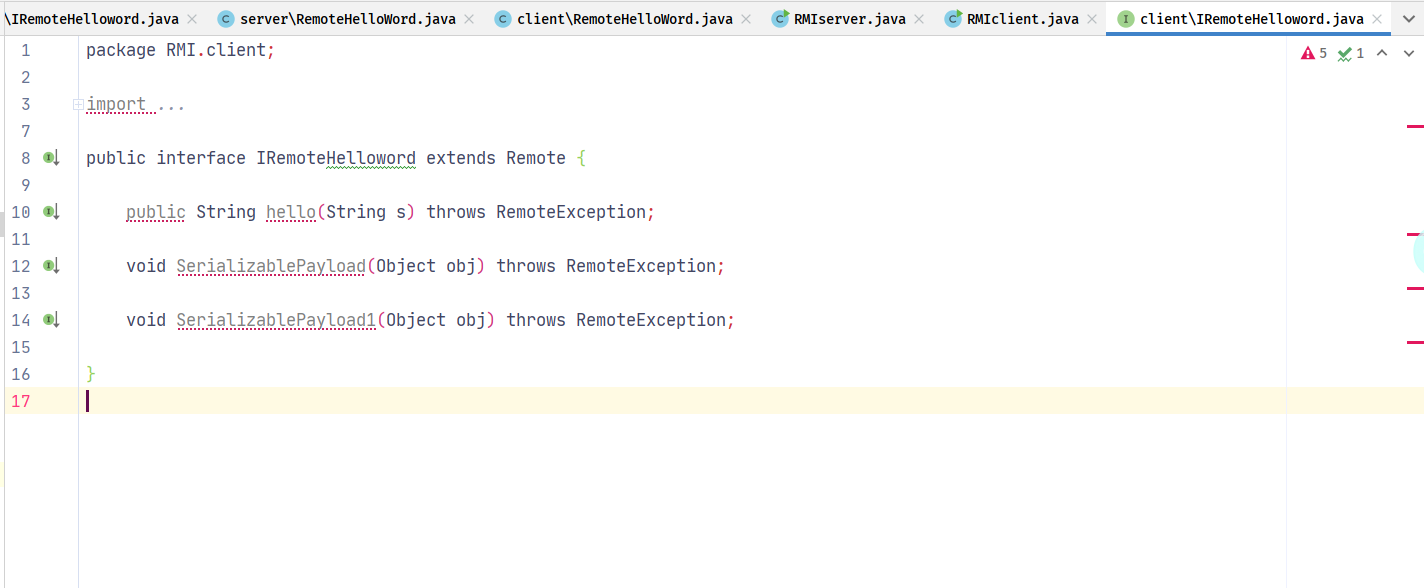 \IRemoteHelloword.java server\RemoteHelloWord.java client\RemoteHelloWord.java RMIserver.java RMIclient.java client\IRemoteHelloword.java
1 package RMI.client; 5 1
2
3 import ...
7
8 public interface IRemoteHelloword extends Remote {
9
10 public String hello(String s) throws RemoteException;
11
12 void SerializablePayload(Object obj) throws RemoteException;
13
14 void SerializablePayload1(Object obj) throws RemoteException;
15
16 }
17